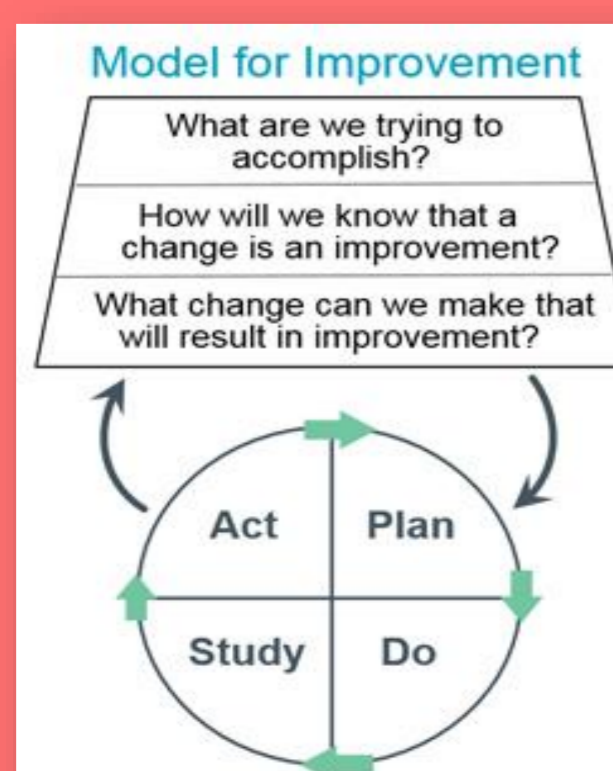 Model for Improvement
What are we trying to
accomplish?
How will we know that a
change is an improvement?
What change can we make that
will result in improvement?
Act
Plan
Study
Do